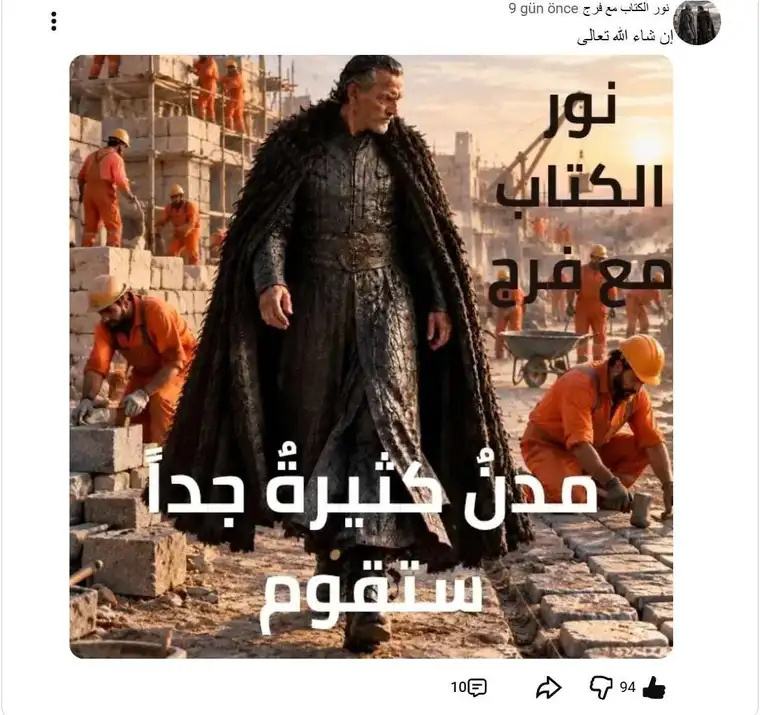 نور الكتاب مع فرج 9 gün önce
إن شاء الله تعالى
نور
الكتاب
مع فرج
مدنُ كثيرةُ جداً
ستقوم
94
10